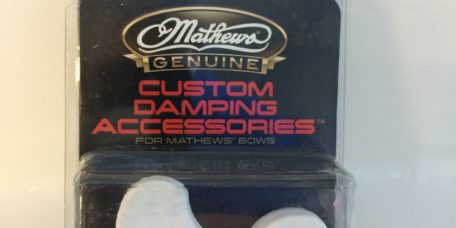 Mathews®
GENUINE
CUSTOM
DAMPING
ACCESSORIES™
FOR MATHEWS® BOWS